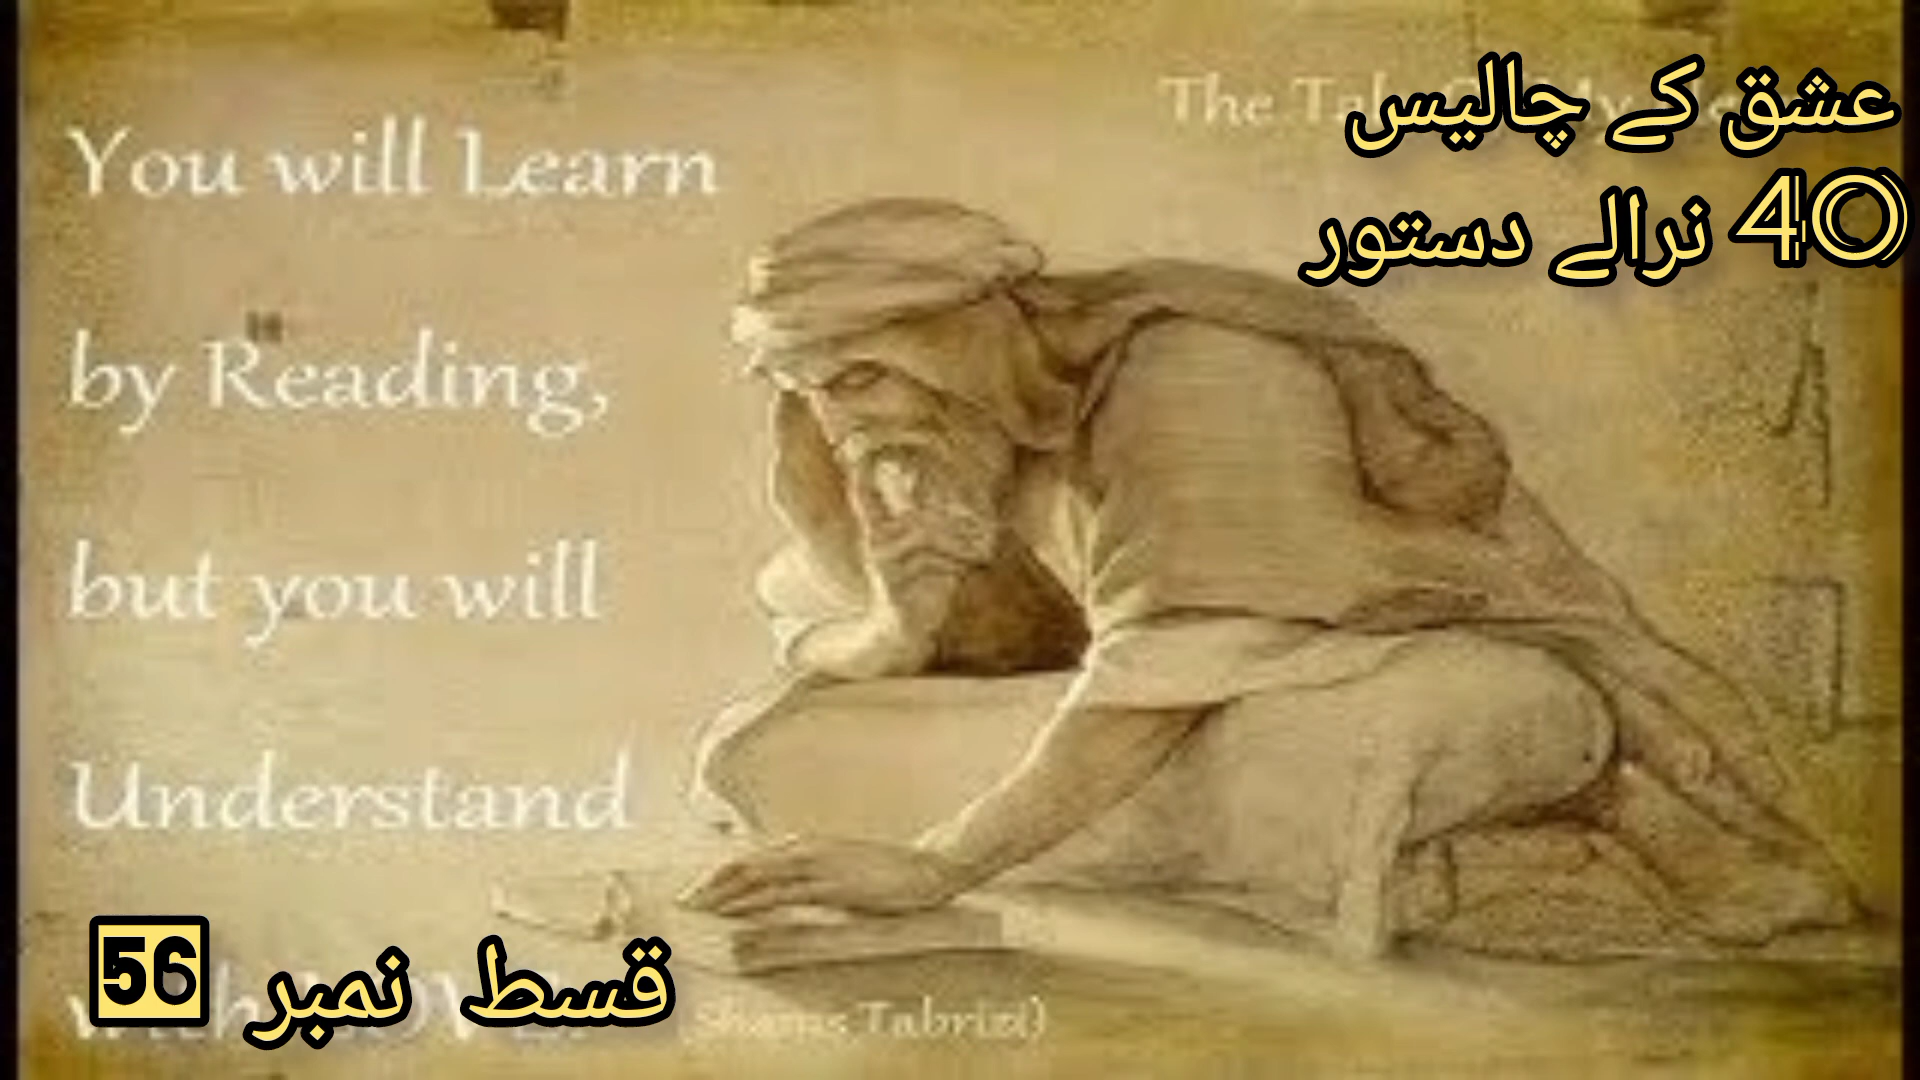 عشق کے چالیس
40 نرالے دستور
The
You will Learn
by Reading,
but you will
Understand
قسط نمبر 56
(Shams Tabrizi)